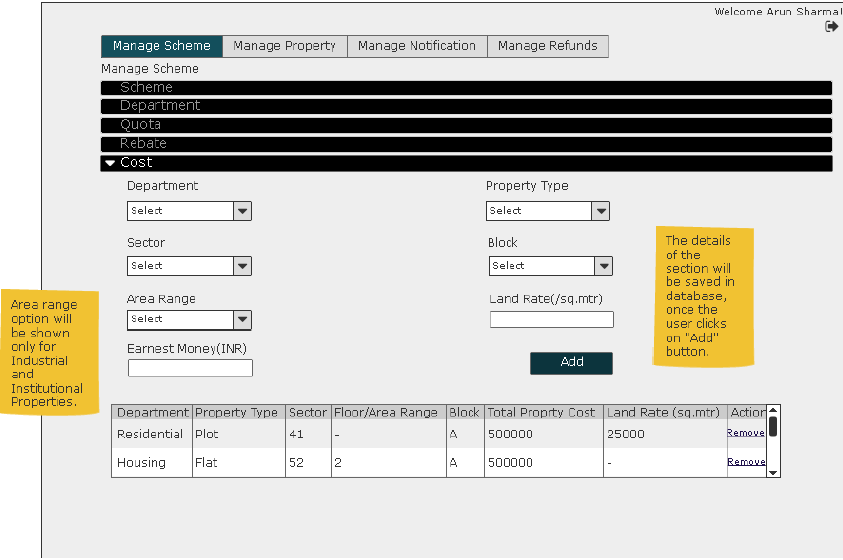 Welcome Arun Sharma!
Manage Scheme Manage Property Manage Notification Manage Refunds
Manage Scheme
Scheme
Department
Quota
Rebate
Cost
Department Property Type
Select Select
Sector Block
Select Select
Area Range Land Rate(/sq.mtr)
Select
Earnest Money(INR)
Add
The details
of the
section will
be saved in
database,
once the
user clicks
on "Add"
button.
Area range
option will
be shown
only for
Industrial
and
Institutional
Properties.
Department Property Type Sector Floor/Area Range Block Total Proprty Cost Land Rate (sq.mtr) Action
Residential Plot 41 - A 500000 25000 Remove
Housing Flat 52 2 A 500000 - Remove